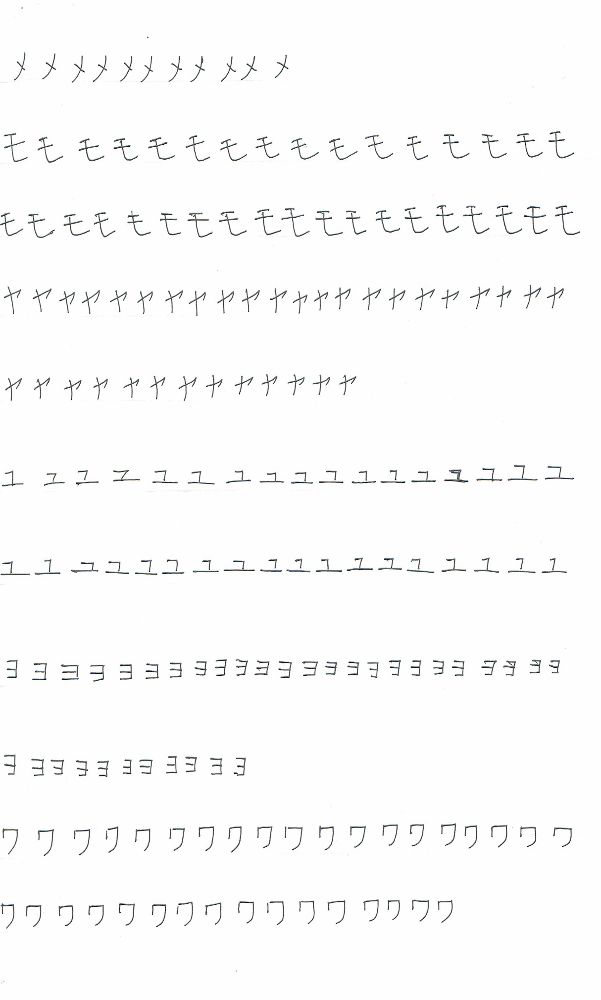 メメメメメメメメメメメ
モモモモモモモモモモモモモモモモ
モモモモモモモモモモモモモモモモモモモ
ヤヤヤヤヤヤヤヤヤヤヤヤヤヤヤヤヤヤヤヤヤヤ
ヤヤヤヤヤヤヤヤヤヤヤヤヤ
ユユユユユユユユユユユユユユユユユ
ユユユユユユユユユユユユユユユユユユ
ヨヨヨヨヨヨヨヨヨヨヨヨヨヨヨヨヨヨヨヨヨヨヨヨ
ヨヨヨヨヨヨヨヨヨヨヨ
ワワワワワワワワワワワワワワワワワワワ
ワワワワワワワワワワワワワワワワ